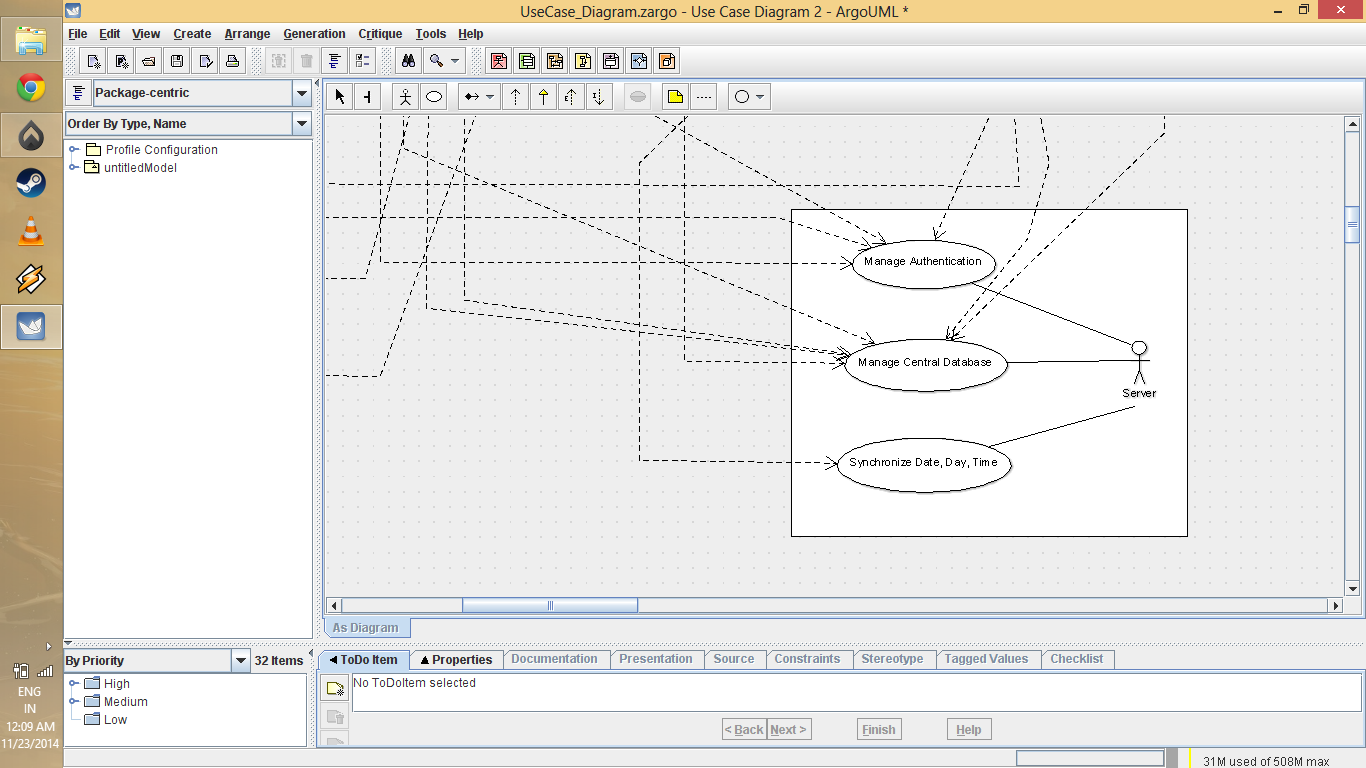 UseCase_Diagram.zargo - Use Case Diagram 2 - ArgoUML *
File Edit View Create Arrange Generation Critique Tools Help
Package-centric
Order By Type, Name
Profile Configuration
untitledModel
Manage Authentication
Manage Central Database
Server
Synchronize Date, Day, Time
As Diagram
By Priority 32 Items
High
Medium
Low
ToDo Item Properties Documentation Presentation Source Constraints Stereotype Tagged Values Checklist
No ToDoItem selected
< Back Next > Finish Help
31M used of 508M max
ENG
IN
12:09 AM
11/23/2014